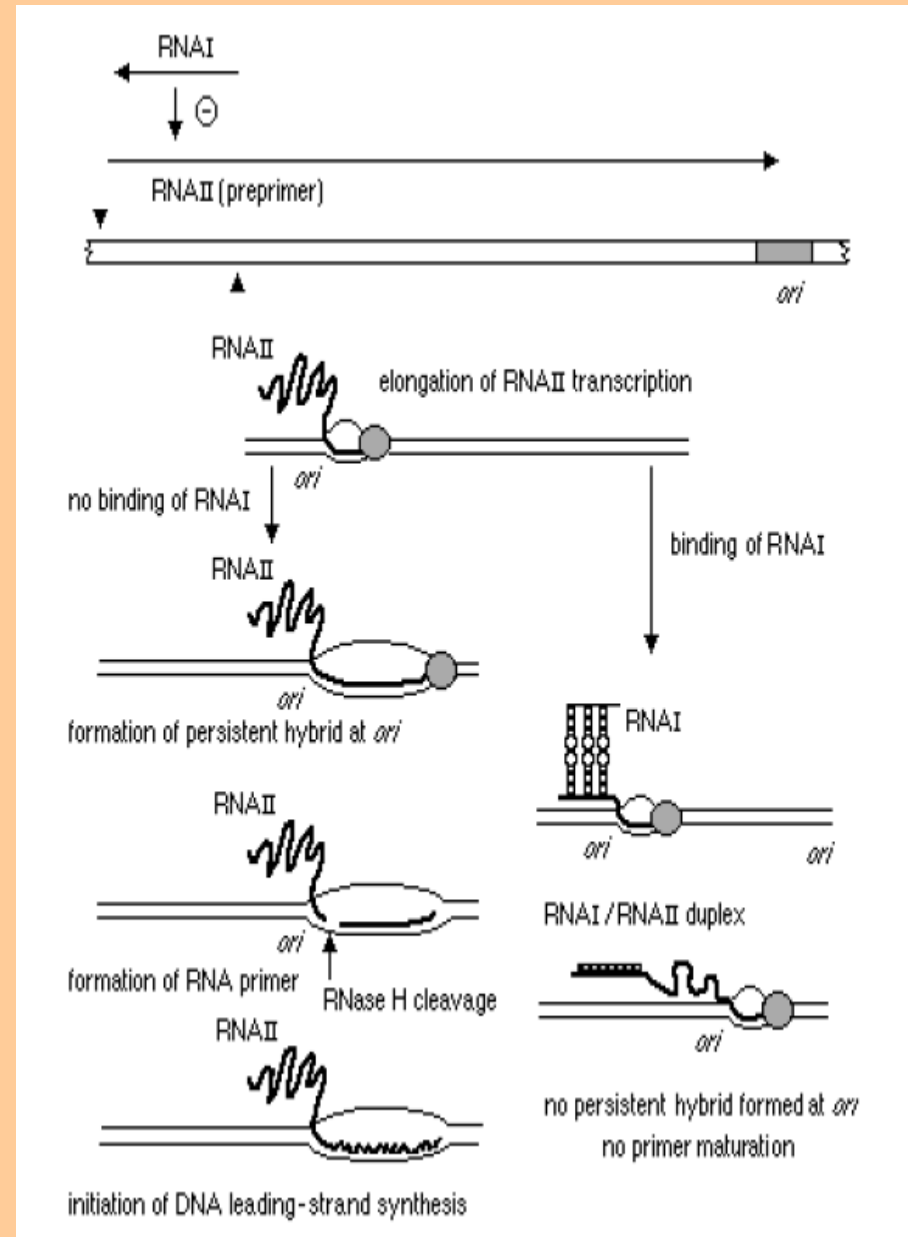 RNAI
⊖
RNAII (preprimer)
ori
RNAII
elongation of RNAII transcription
ori
no binding of RNAI
binding of RNAI
RNAII
ori
formation of persistent hybrid at ori
RNAI
RNAII
ori
ori
ori
formation of RNA primer
RNase H cleavage
RNAI/RNAII duplex
RNAII
ori
no persistent hybrid formed at ori
no primer maturation
initiation of DNA leading-strand synthesis